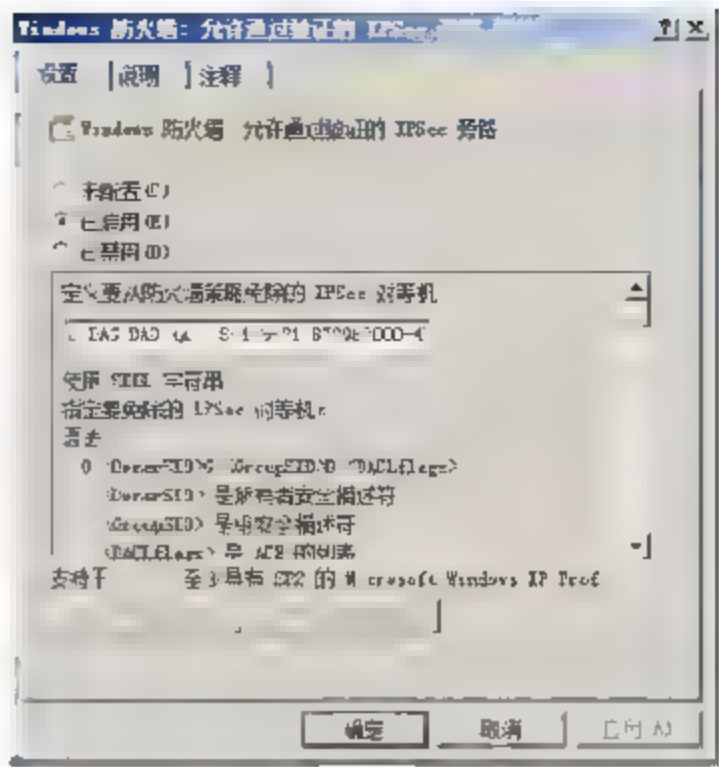 Windows 防火墙: 允许通过验证的 IPSec
设置 说明 注释
Windows 防火墙 允许通过验证的 IPSec 旁路
未配置(C)
已启用(E)
已禁用(D)
定义要从防火墙策略免除的 IPSec 对等机
使用 SDDL 字符串
指定要免除的 IPSec 对等机:
语法
O <OwnerSID>G <GroupSID>D <DACLflags>
<OwnerSID> 是所有者安全描述符
<GroupSID> 是组安全描述符
<DACLflags> 是 ACE 的列表
支持于 至少具有 SP2 的 Microsoft Windows XP Prof
确定 取消 应用(A)